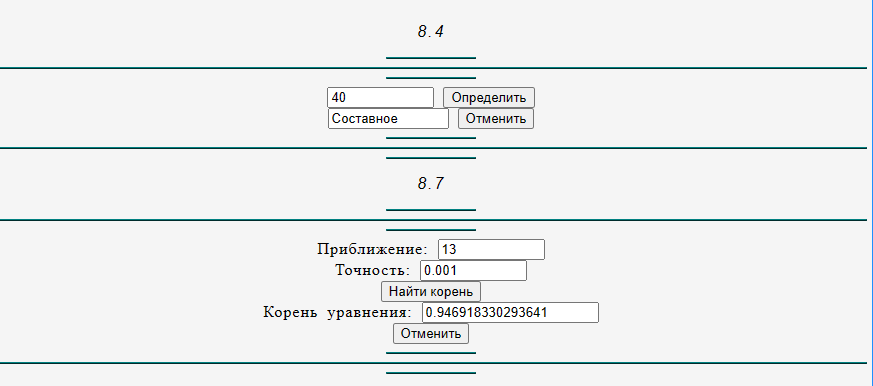 8.4
40 Определить
Составное Отменить
8.7
Приближение: 13
Точность: 0.001
Найти корень
Корень уравнения: 0.946918330293641
Отменить